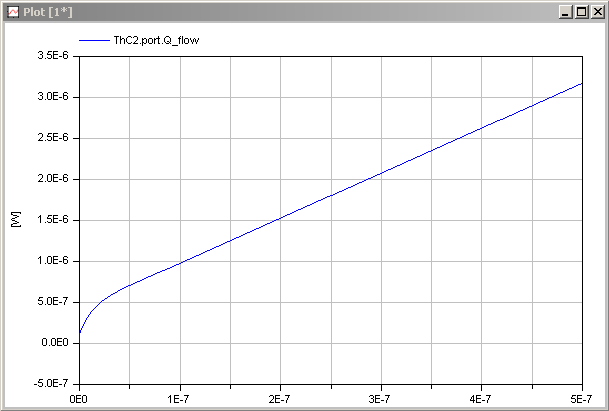 Plot [1*]
ThC2.port.Q_flow
3.5E-6
3.0E-6
2.5E-6
2.0E-6
[W]
1.5E-6
1.0E-6
5.0E-7
0.0E0
-5.0E-7
0E0 1E-7 2E-7 3E-7 4E-7 5E-7